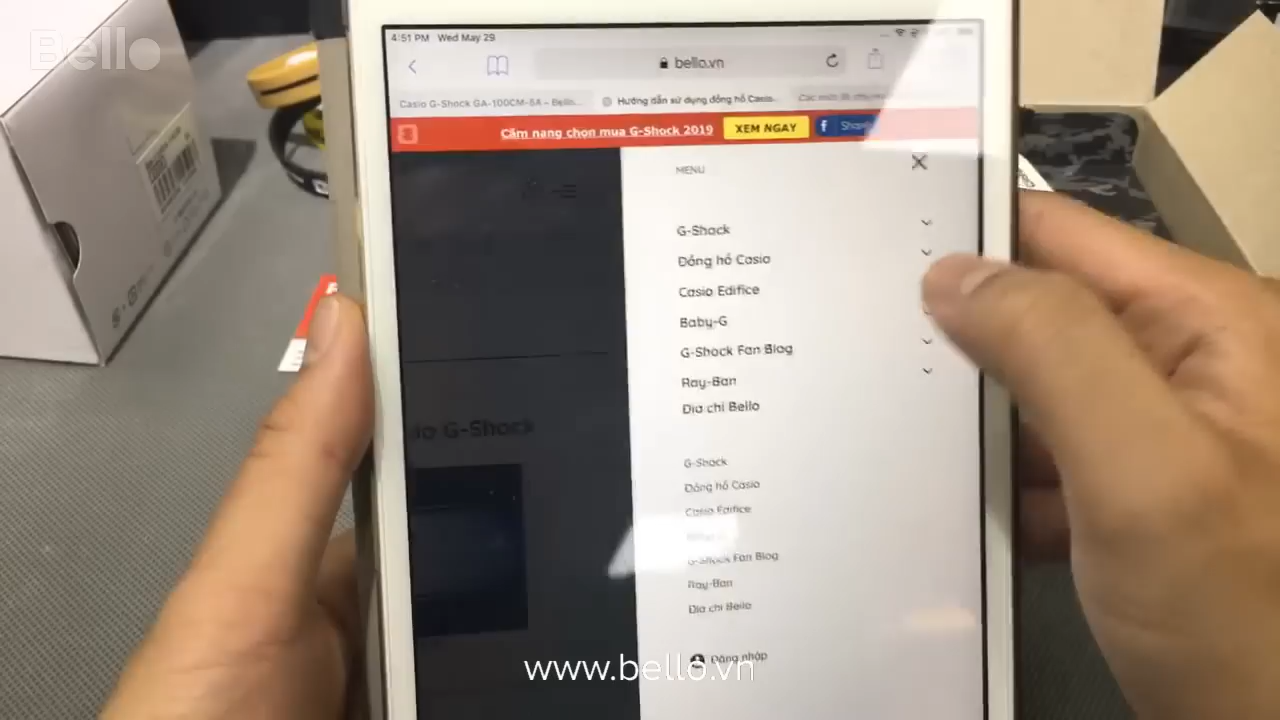 Bello
4:51 PM Wed May 29
bello.vn
Casio G-Shock GA-100CM-5A – Bello...
Hướng dẫn sử dụng đồng hồ Casio...
Cẩm nang chọn mua G-Shock 2019
XEM NGAY
MENU
G-Shock
Đồng hồ Casio
Casio Edifice
Baby-G
G-Shock Fan Blog
Ray-Ban
Địa chỉ Bello
G-Shock
G-Shock
Đồng hồ Casio
Casio Edifice
G-Shock Fan Blog
Ray-Ban
Địa chỉ Bello
Đăng nhập
www.bello.vn